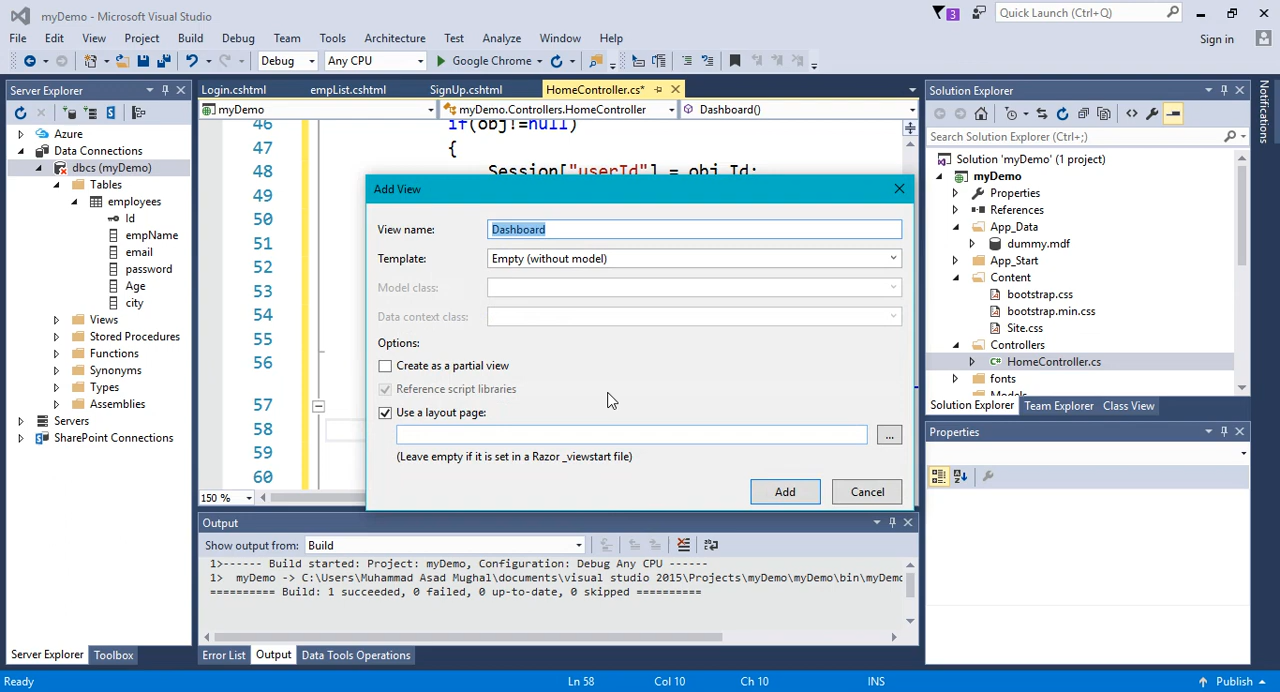 myDemo - Microsoft Visual Studio
3
Quick Launch (Ctrl+Q)
File Edit View Project Build Debug Team Tools Architecture Test Analyze Window Help
Sign in
Debug Any CPU Google Chrome
Server Explorer
Azure
Data Connections
dbcs (myDemo)
Tables
employees
Id
empName
email
password
Age
city
Views
Stored Procedures
Functions
Synonyms
Types
Assemblies
Servers
SharePoint Connections
Server Explorer Toolbox
Login.cshtml empList.cshtml SignUp.cshtml HomeController.cs*
myDemo myDemo.Controllers.HomeController Dashboard()
46 if(obj!=null)
47 {
48 Session["userId"] = obj.Id;
49
50
51
52
53
54
55
56
57
58
59
60
150 %
Add View
View name: Dashboard
Template: Empty (without model)
Model class:
Data context class:
Options:
Create as a partial view
Reference script libraries
Use a layout page:
...
(Leave empty if it is set in a Razor _viewstart file)
Add Cancel
Output
Show output from: Build
1>------ Build started: Project: myDemo, Configuration: Debug Any CPU ------
1> myDemo -> C:\Users\Muhammad Asad Mughal\documents\visual studio 2015\Projects\myDemo\myDemo\bin\myDemo
========== Build: 1 succeeded, 0 failed, 0 up-to-date, 0 skipped ==========
Error List Output Data Tools Operations
Solution Explorer
Search Solution Explorer (Ctrl+;)
Solution 'myDemo' (1 project)
myDemo
Properties
References
App_Data
dummy.mdf
App_Start
Content
bootstrap.css
bootstrap.min.css
Site.css
Controllers
HomeController.cs
fonts
Models
Solution Explorer Team Explorer Class View
Properties
Notifications
Ready Ln 58 Col 10 Ch 10 INS Publish